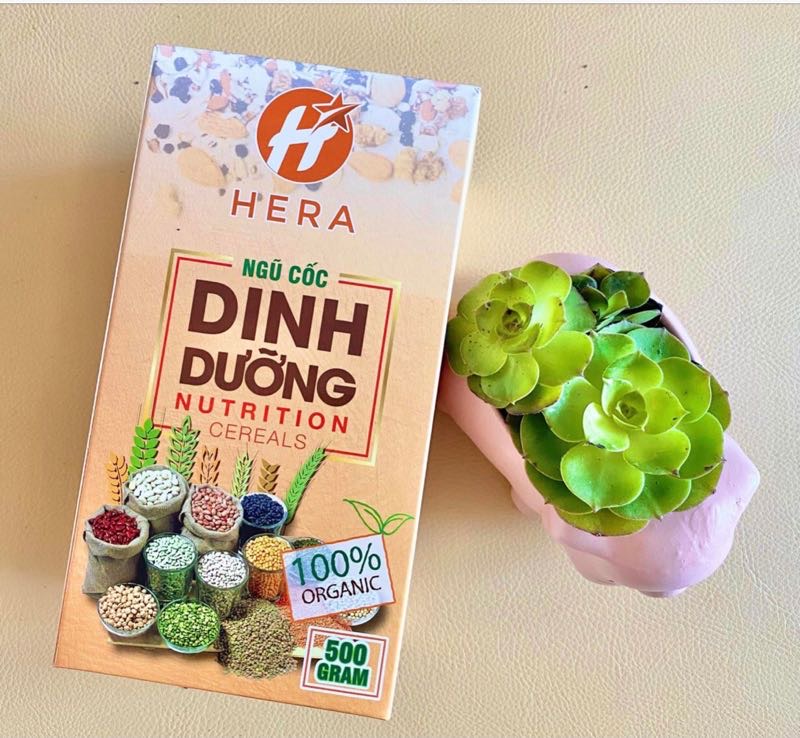 H
HERA
NGŨ CỐC
DINH
DƯỠNG
NUTRITION
CEREALS
100%
ORGANIC
500
GRAM